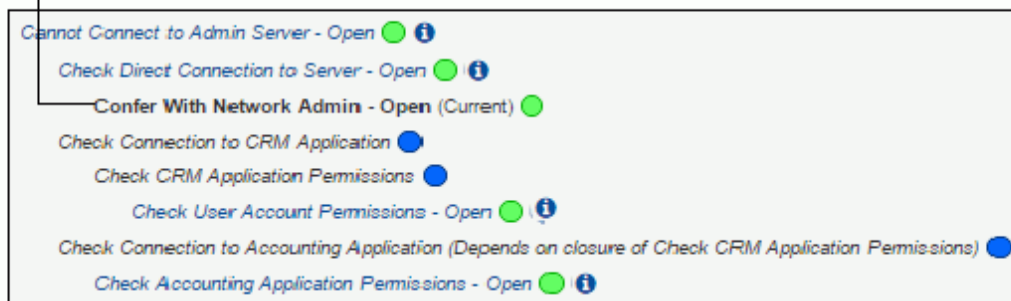 Cannot Connect to Admin Server - Open
Check Direct Connection to Server - Open
Confer With Network Admin - Open (Current)
Check Connection to CRM Application
Check CRM Application Permissions
Check User Account Permissions - Open
Check Connection to Accounting Application (Depends on closure of Check CRM Application Permissions)
Check Accounting Application Permissions - Open